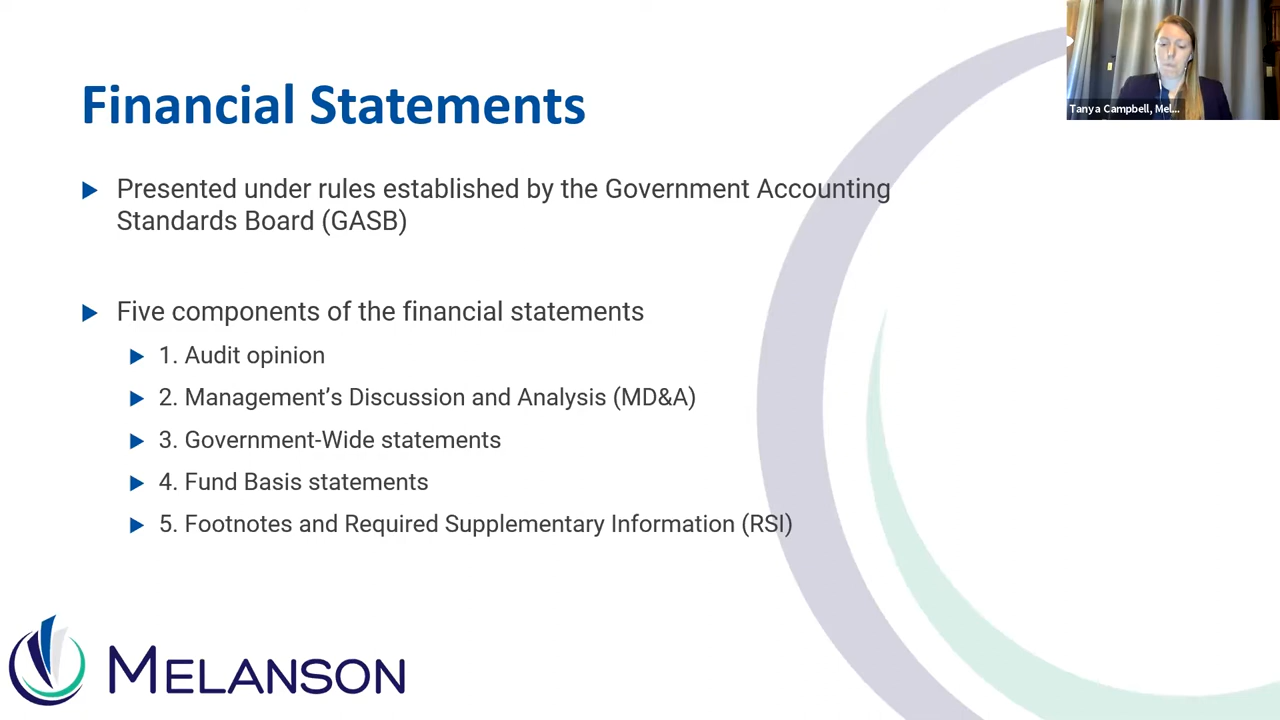 Financial Statements
Tanya Campbell, Mel...
Presented under rules established by the Government Accounting
Standards Board (GASB)
Five components of the financial statements
1. Audit opinion
2. Management’s Discussion and Analysis (MD&A)
3. Government-Wide statements
4. Fund Basis statements
5. Footnotes and Required Supplementary Information (RSI)
MELANSON